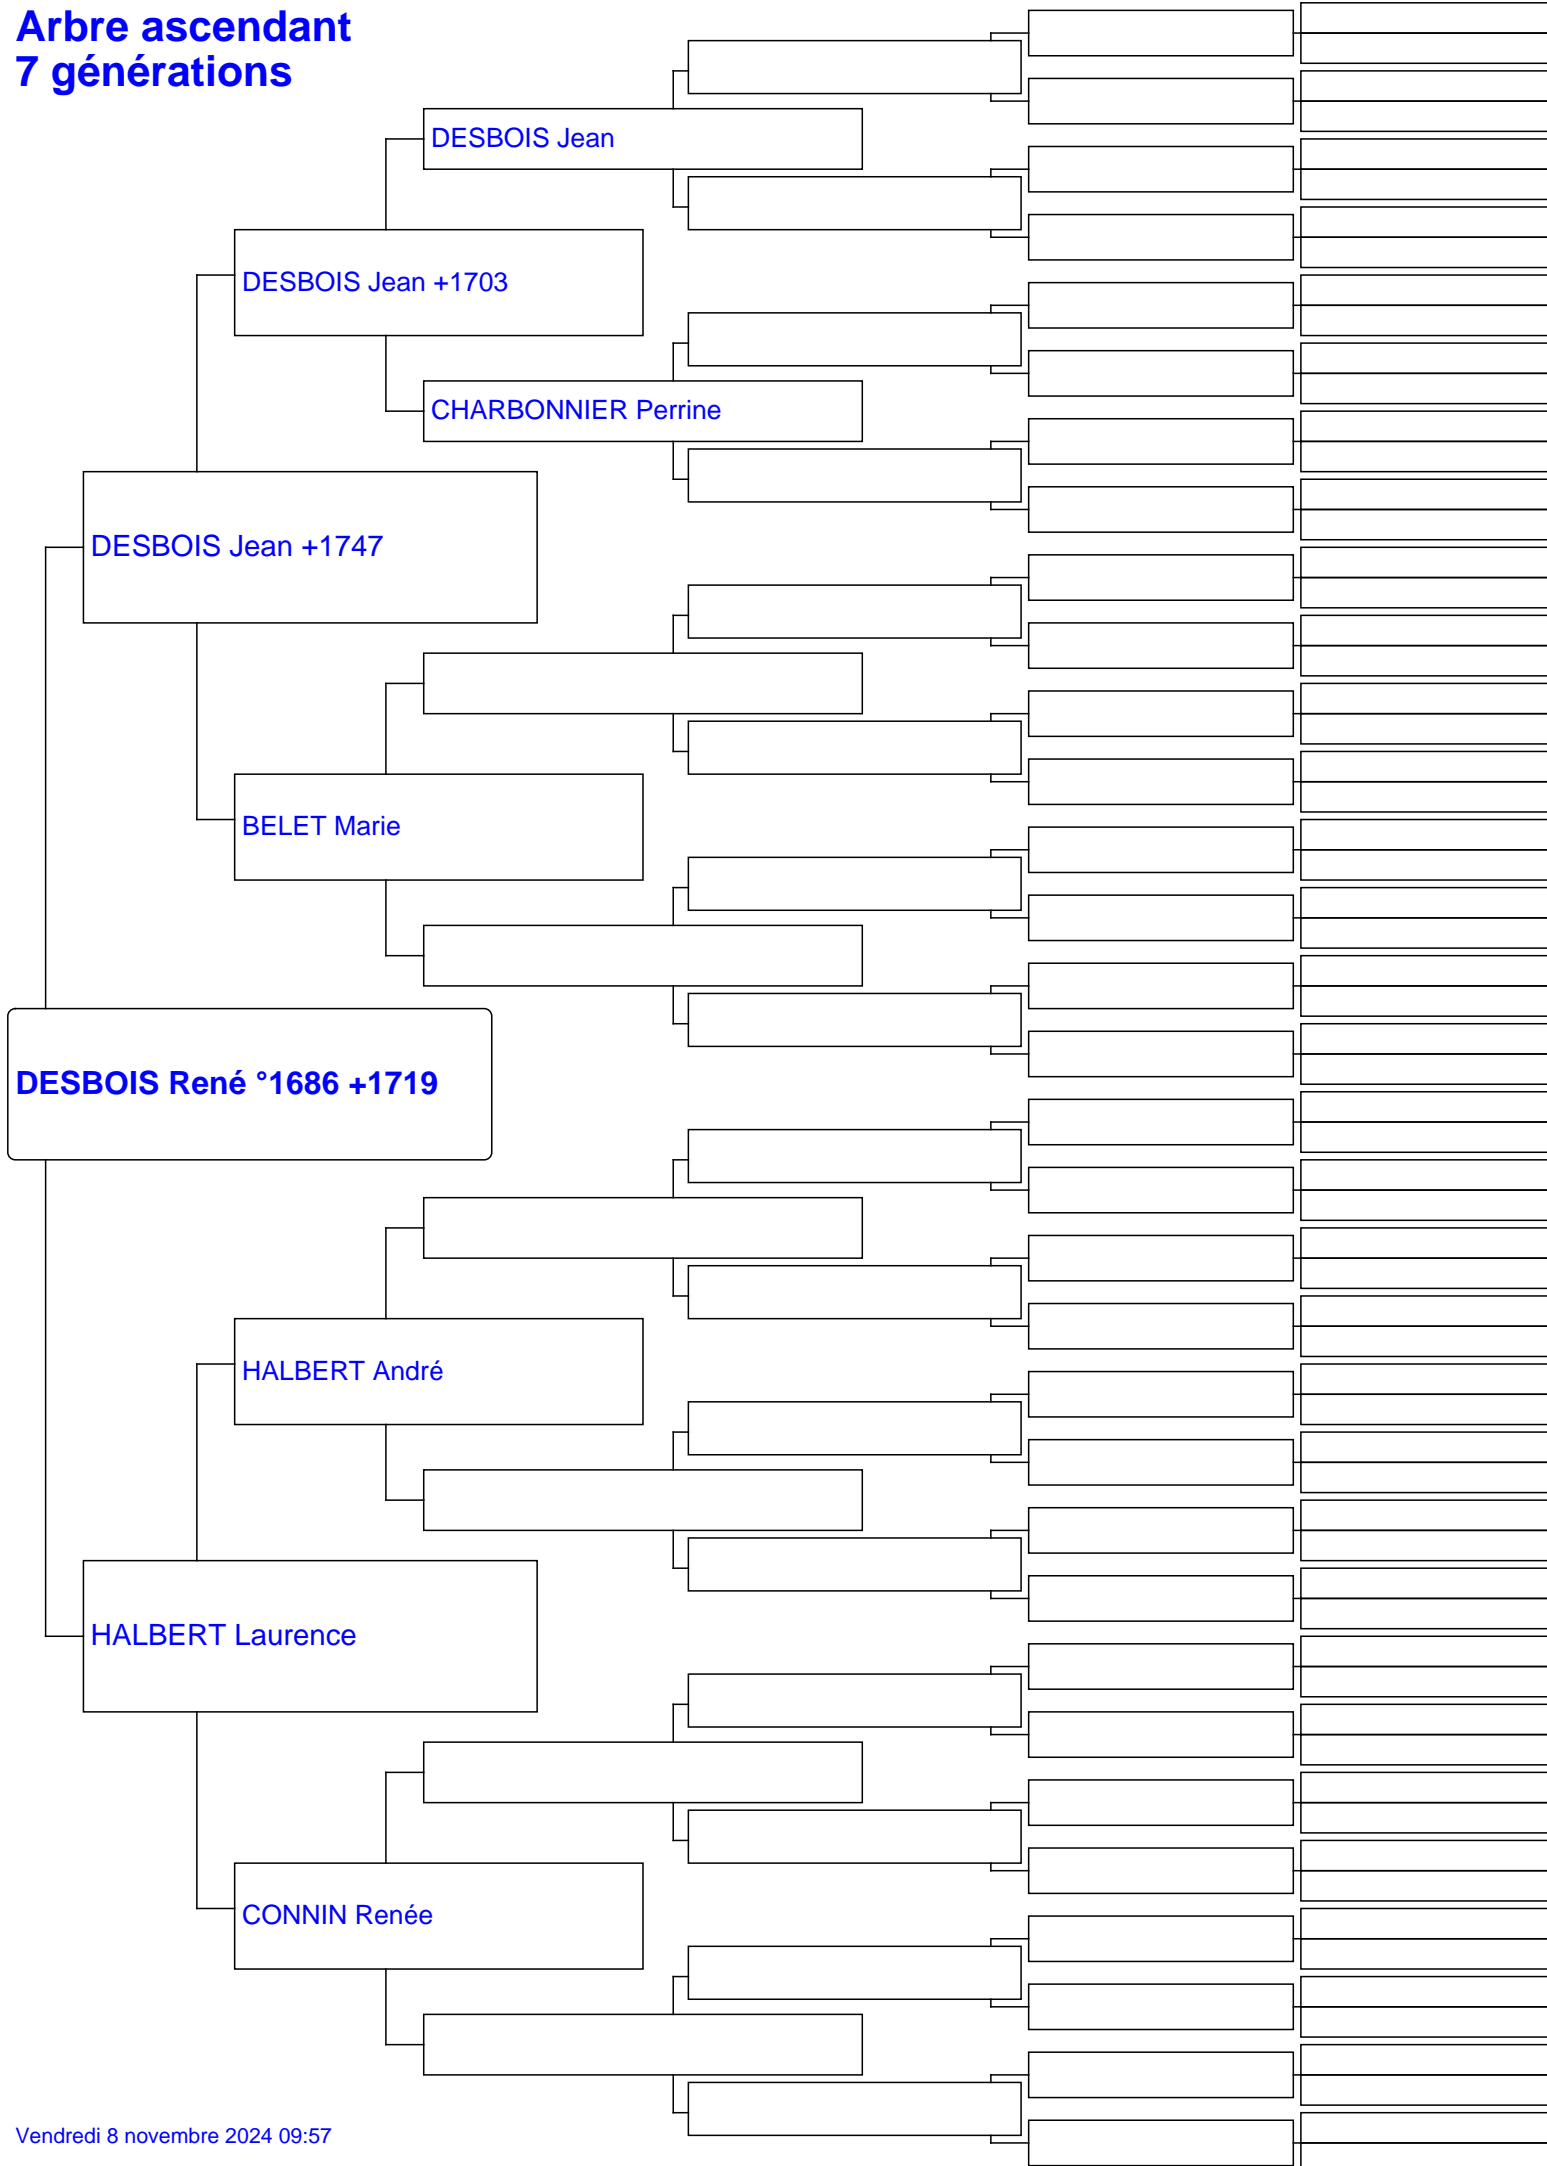 Arbre ascendant
7 générations
DESBOIS Jean
DESBOIS Jean +1703
CHARBONNIER Perrine
DESBOIS Jean +1747
BELET Marie
DESBOIS René °1686 +1719
HALBERT André
HALBERT Laurence
CONNIN Renée
Vendredi 8 novembre 2024 09:57